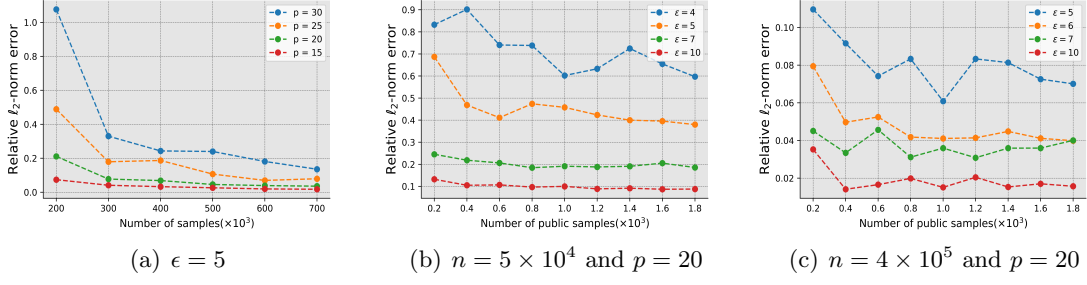 Relative ℓ₂-norm error
1.0
0.8
0.6
0.4
0.2
0.0
p = 30
p = 25
p = 20
p = 15
200 300 400 500 600 700
Number of samples(×10³)
(a) ϵ = 5
Relative ℓ₂-norm error
0.9
0.8
0.7
0.6
0.5
0.4
0.3
0.2
0.1
ε = 4
ε = 5
ε = 7
ε = 10
0.2 0.4 0.6 0.8 1.0 1.2 1.4 1.6 1.8
Number of public samples(×10³)
(b) n = 5 × 10⁴ and p = 20
Relative ℓ₂-norm error
0.10
0.08
0.06
0.04
0.02
ε = 5
ε = 6
ε = 7
ε = 10
0.2 0.4 0.6 0.8 1.0 1.2 1.4 1.6 1.8
Number of public samples(×10³)
(c) n = 4 × 10⁵ and p = 20